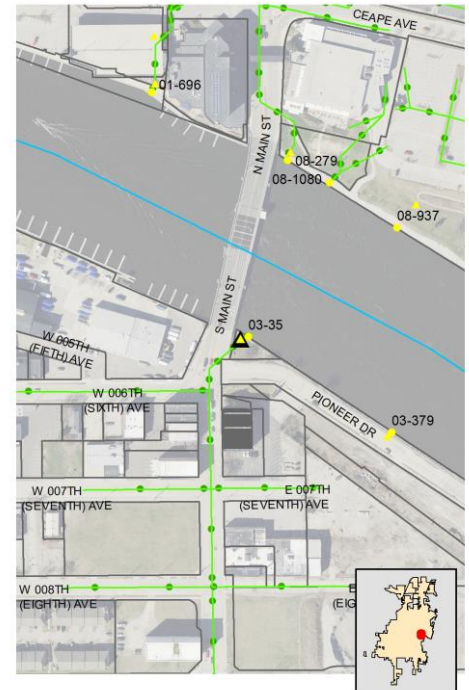 CEAPE AVE
01-696
N MAIN ST
08-279
08-1080
08-937
S MAIN ST
03-35
W 005TH
(FIFTH) AVE
W 006TH
(SIXTH) AVE
PIONEER DR
03-379
W 007TH
(SEVENTH) AVE
E 007TH
(SEVENTH) AVE
W 008TH
(EIGHTH) AVE
E
(EIG